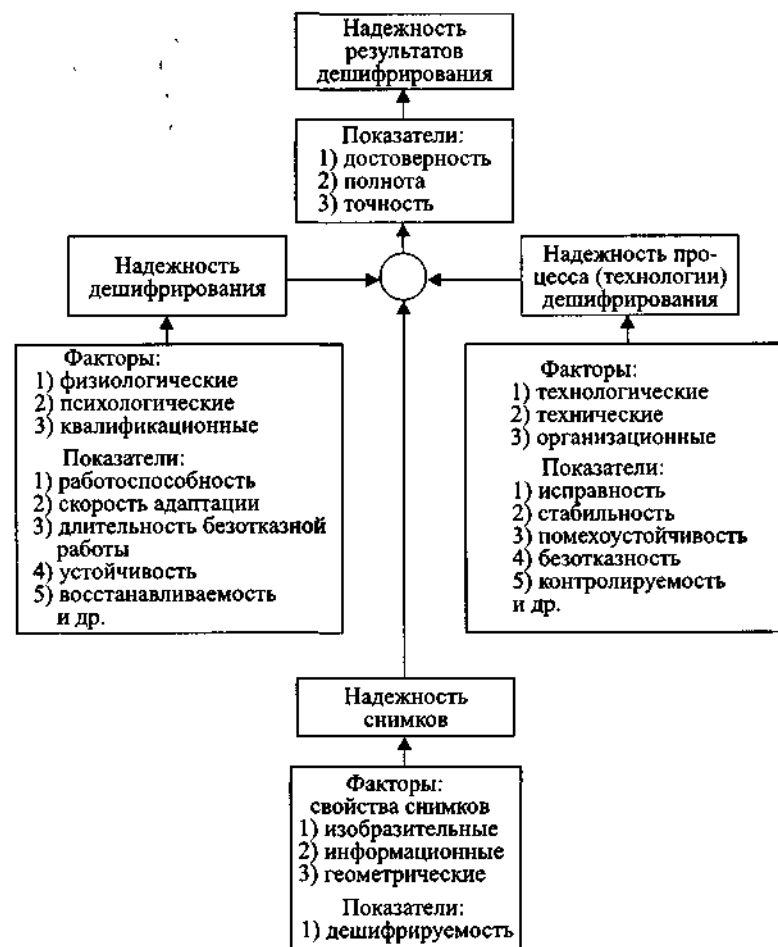 Надежность
результатов
дешифрирования
Показатели:
1) достоверность
2) полнота
3) точность
Надежность
дешифрирования
Надежность про-
цесса (технологии)
дешифрирования
Факторы:
1) физиологические
2) психологические
3) квалификационные
Показатели:
1) работоспособность
2) скорость адаптации
3) длительность безотказной
работы
4) устойчивость
5) восстанавливаемость
и др.
Факторы:
1) технологические
2) технические
3) организационные
Показатели:
1) исправность
2) стабильность
3) помехоустойчивость
4) безотказность
5) контролируемость
и др.
Надежность
снимков
Факторы:
свойства снимков
1) изобразительные
2) информационные
3) геометрические
Показатели:
1) дешифрируемость